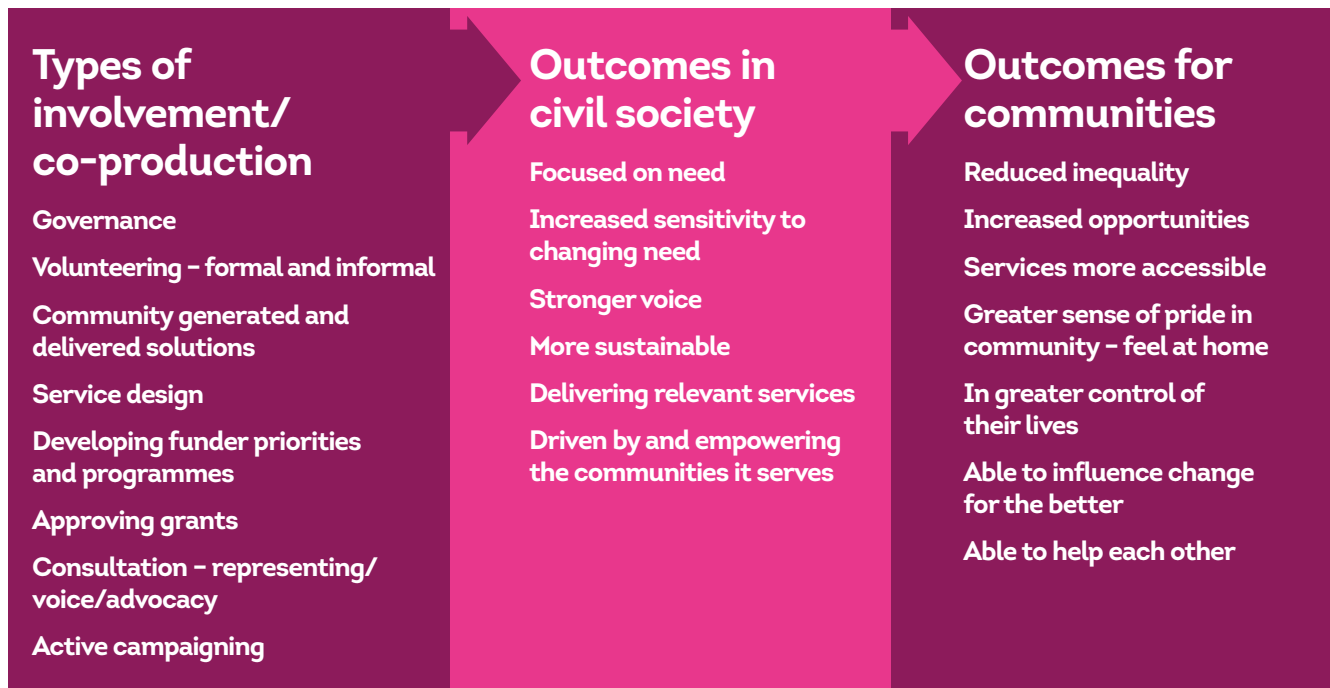 Types of
involvement/
co-production
Governance
Volunteering – formal and informal
Community generated and
delivered solutions
Service design
Developing funder priorities
and programmes
Approving grants
Consultation – representing/
voice/advocacy
Active campaigning
Outcomes in
civil society
Focused on need
Increased sensitivity to
changing need
Stronger voice
More sustainable
Delivering relevant services
Driven by and empowering
the communities it serves
Outcomes for
communities
Reduced inequality
Increased opportunities
Services more accessible
Greater sense of pride in
community – feel at home
In greater control of
their lives
Able to influence change
for the better
Able to help each other